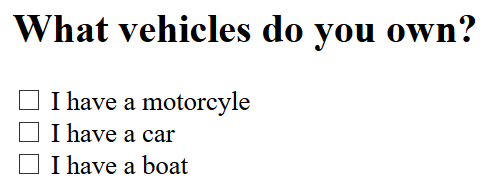 What vehicles do you own?
I have a motorcyle
I have a car
I have a boat